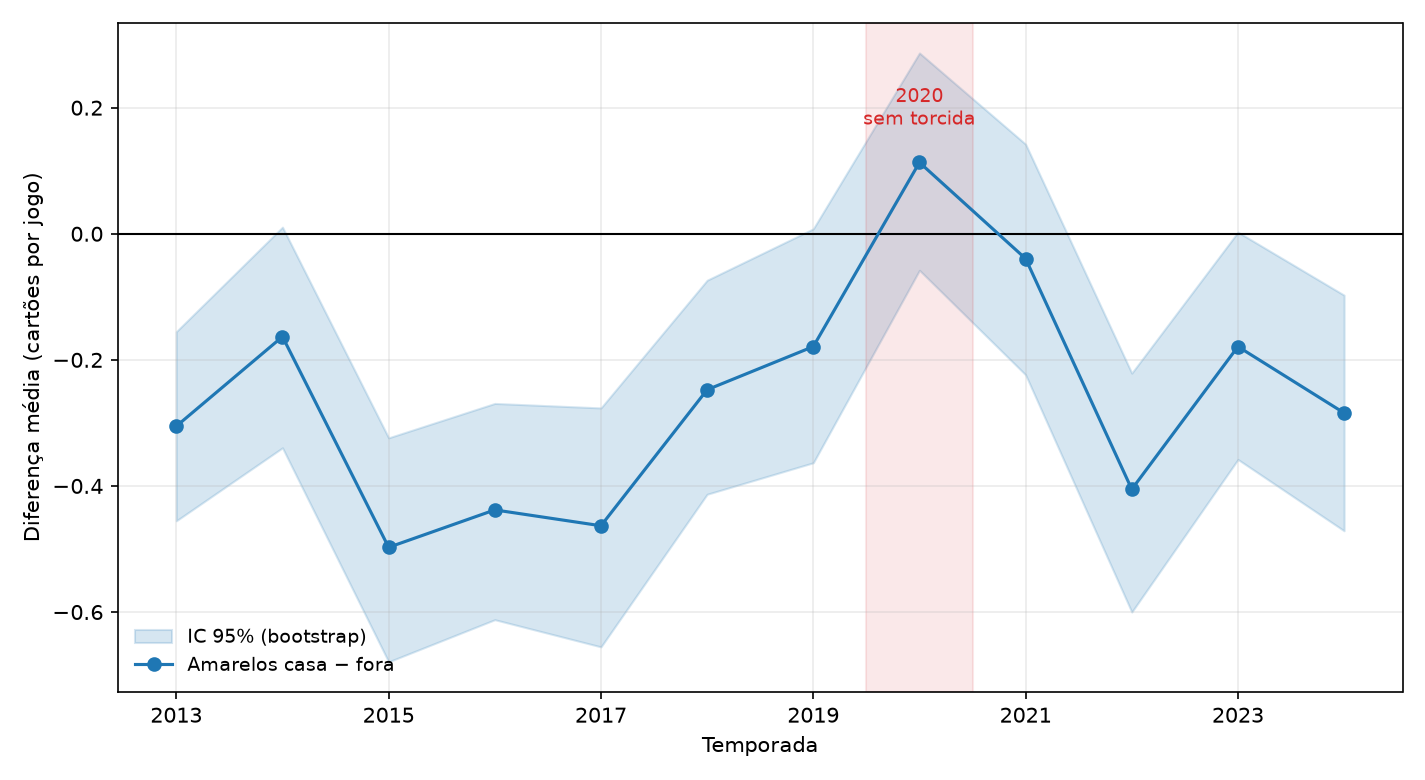 2020
sem torcida
Diferença média (cartões por jogo)
0.2
0.0
−0.2
−0.4
−0.6
IC 95% (bootstrap)
Amarelos casa − fora
2013
2015
2017
2019
2021
2023
Temporada